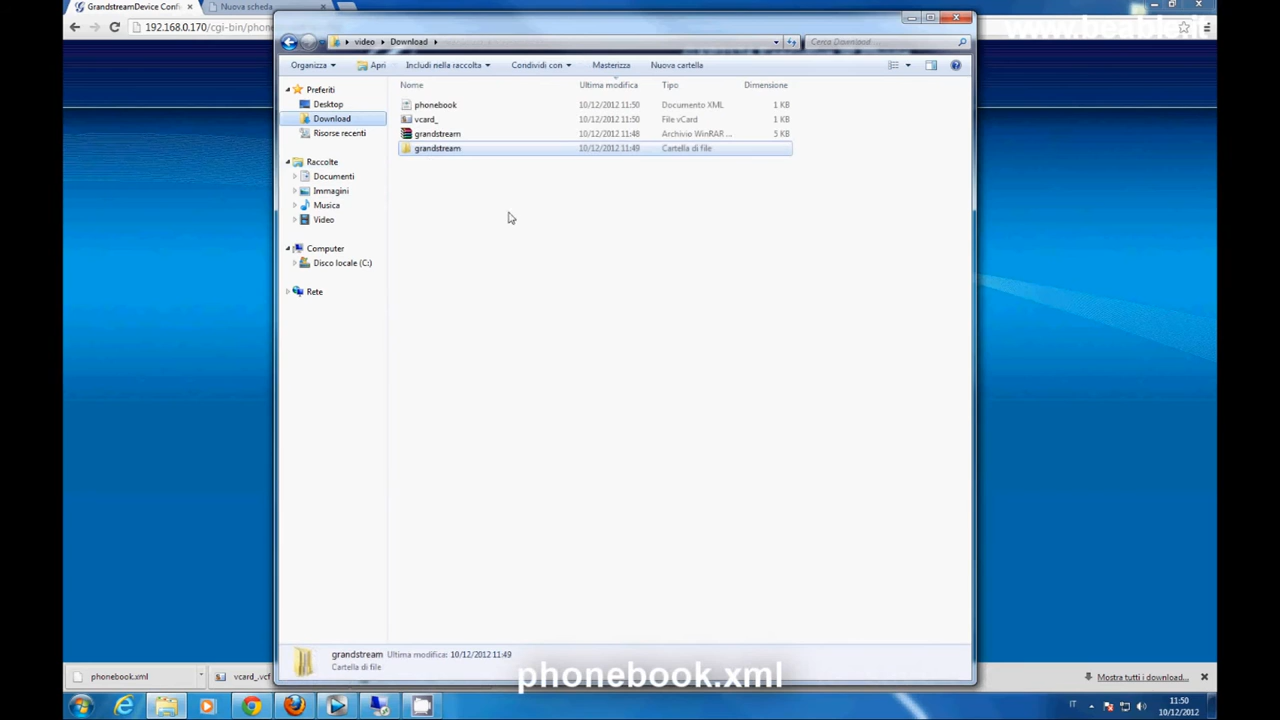 GrandstreamDevice Confi
Nuova scheda
192.168.0.170/cgi-bin/phone
video
Download
Cerca Download
Organizza
Apri
Includi nella raccolta
Condividi con
Masterizza
Nuova cartella
Preferiti
Desktop
Download
Risorse recenti
Raccolte
Documenti
Immagini
Musica
Video
Computer
Disco locale (C:)
Rete
Nome
Ultima modifica
Tipo
Dimensione
phonebook 10/12/2012 11:50 Documento XML 1 KB
vcard_ 10/12/2012 11:50 File vCard 1 KB
grandstream 10/12/2012 11:48 Archivio WinRAR ... 5 KB
grandstream 10/12/2012 11:49 Cartella di file
grandstream Ultima modifica: 10/12/2012 11:49
Cartella di file
phonebook.xml
phonebook.xml
vcard_.vcf
Mostra tutti i download...
IT
11:50
10/12/2012